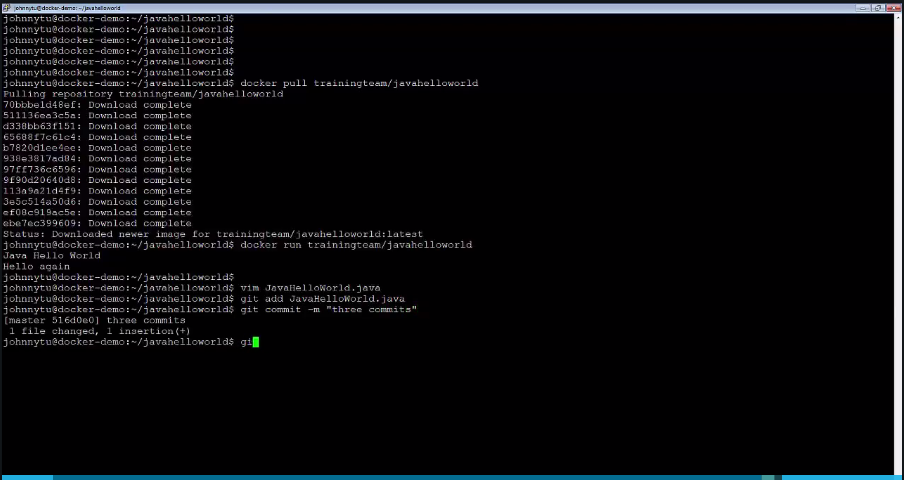 johnnytu@docker-demo: ~/javahelloworld
johnnytu@docker-demo:~/javahelloworld$
johnnytu@docker-demo:~/javahelloworld$
johnnytu@docker-demo:~/javahelloworld$
johnnytu@docker-demo:~/javahelloworld$
johnnytu@docker-demo:~/javahelloworld$
johnnytu@docker-demo:~/javahelloworld$
johnnytu@docker-demo:~/javahelloworld$ docker pull trainingteam/javahelloworld
Pulling repository trainingteam/javahelloworld
70bbbeld48ef: Download complete
511136ea3c5a: Download complete
d338bb63f151: Download complete
65688f7c61c4: Download complete
b7820d1ee4ee: Download complete
938e3817ad84: Download complete
97ff736c6596: Download complete
9f90d20640d8: Download complete
113a9a21d4f9: Download complete
3e5c514a50d6: Download complete
ef08c919ac5e: Download complete
ebe7ec399609: Download complete
Status: Downloaded newer image for trainingteam/javahelloworld:latest
johnnytu@docker-demo:~/javahelloworld$ docker run trainingteam/javahelloworld
Java Hello World
Hello again
johnnytu@docker-demo:~/javahelloworld$
johnnytu@docker-demo:~/javahelloworld$ vim JavaHelloWorld.java
johnnytu@docker-demo:~/javahelloworld$ git add JavaHelloWorld.java
johnnytu@docker-demo:~/javahelloworld$ git commit -m "three commits"
[master 516d0e0] three commits
 1 file changed, 1 insertion(+)
johnnytu@docker-demo:~/javahelloworld$ gi